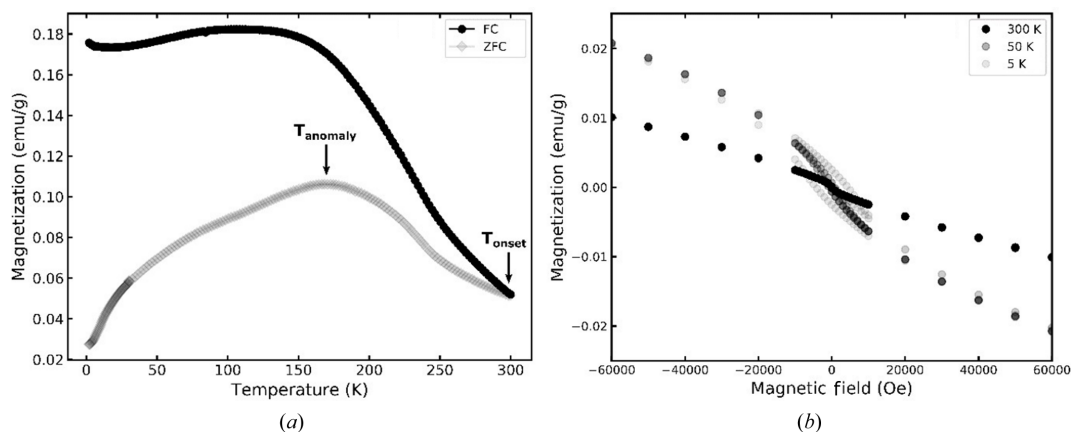 FC
ZFC
0.18
0.16
0.14
0.12
0.10
0.08
0.06
0.04
0.02
Magnetization (emu/g)
Tanomaly
Tonset
0
50
100
150
200
250
300
Temperature (K)
(a)
300 K
50 K
5 K
0.02
0.01
0.00
−0.01
−0.02
Magnetization (emu/g)
−60000
−40000
−20000
0
20000
40000
60000
Magnetic field (Oe)
(b)